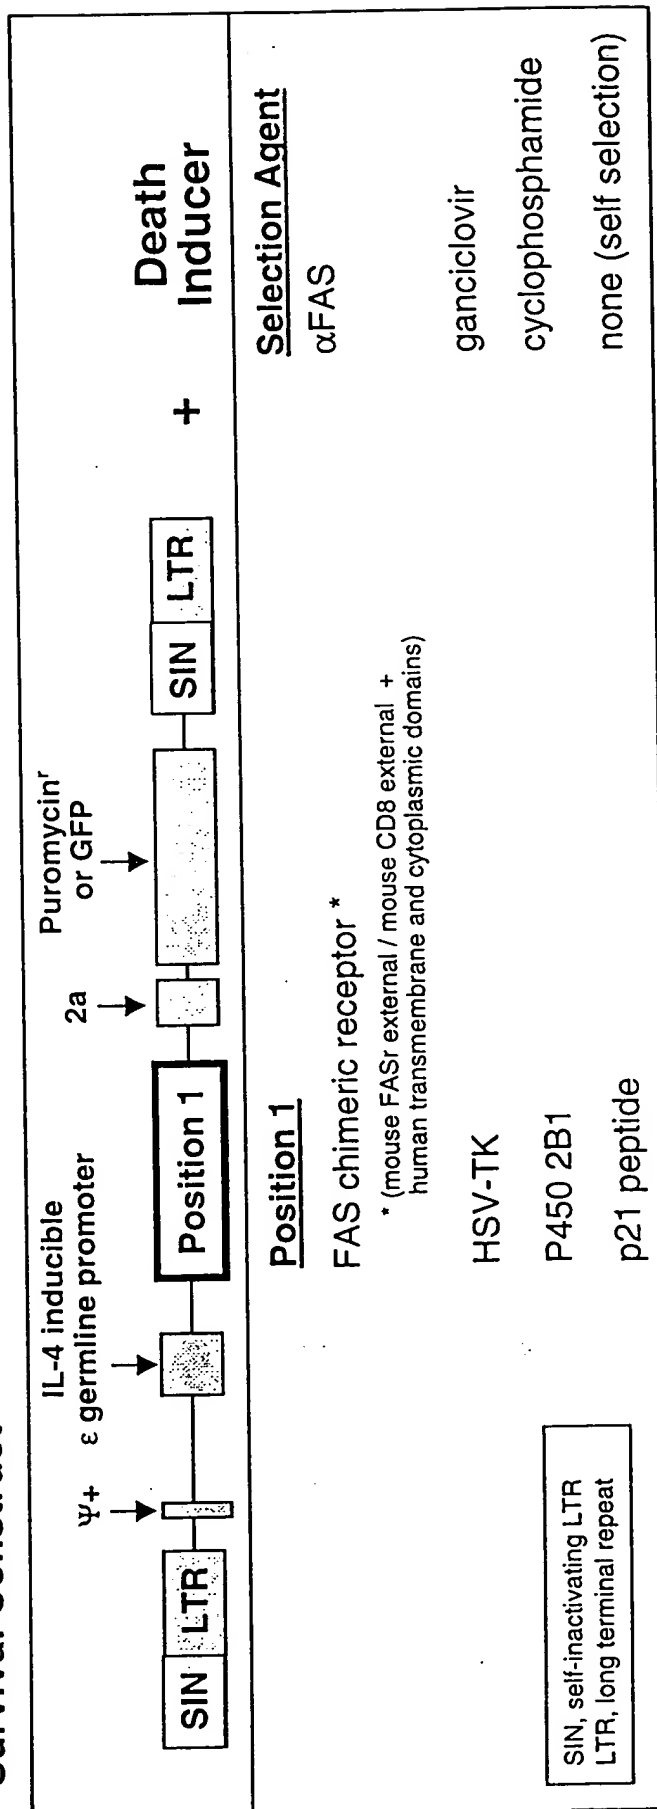 Survival Construct
Ψ+
IL-4 inducible
ε germline promoter
2a
Puromycinʳ
or GFP
SIN LTR
Position 1
SIN LTR
+
Death
Inducer
Position 1
Selection Agent
FAS chimeric receptor *
αFAS
* (mouse FASr external / mouse CD8 external +
human transmembrane and cytoplasmic domains)
HSV-TK
ganciclovir
P450 2B1
cyclophosphamide
p21 peptide
none (self selection)
SIN, self-inactivating LTR
LTR, long terminal repeat